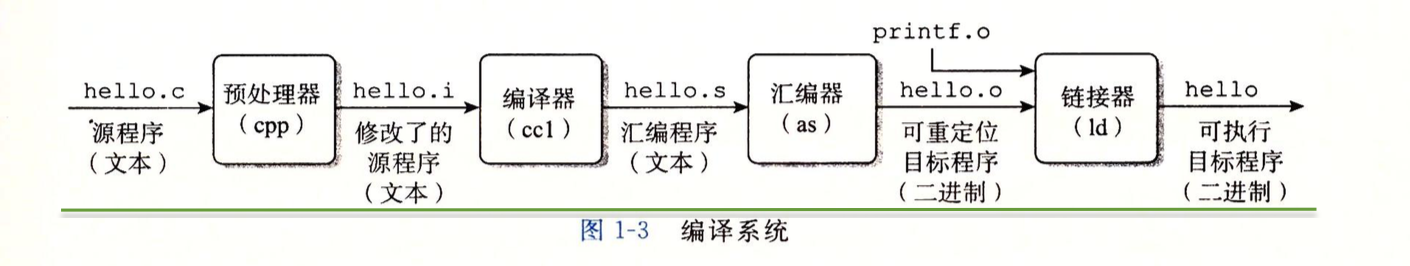 printf.o
hello.c
预处理器
(cpp)
hello.i
编译器
(cc1)
hello.s
汇编器
(as)
hello.o
链接器
(ld)
hello
源程序
(文本)
修改了的
源程序
(文本)
汇编程序
(文本)
可重定位
目标程序
(二进制)
可执行
目标程序
(二进制)
图 1-3 编译系统